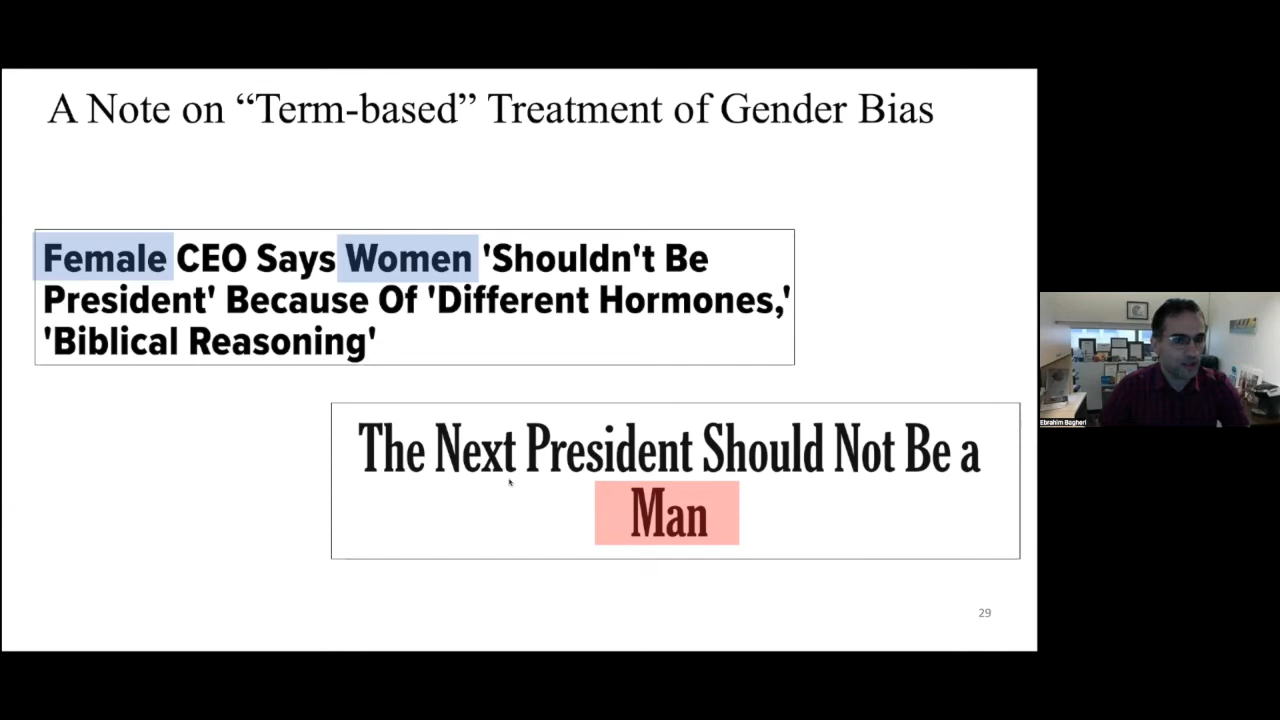 A Note on “Term-based” Treatment of Gender Bias
Female CEO Says Women 'Shouldn't Be
President' Because Of 'Different Hormones,'
'Biblical Reasoning'
The Next President Should Not Be a
Man
29
Ebrahim Bagheri